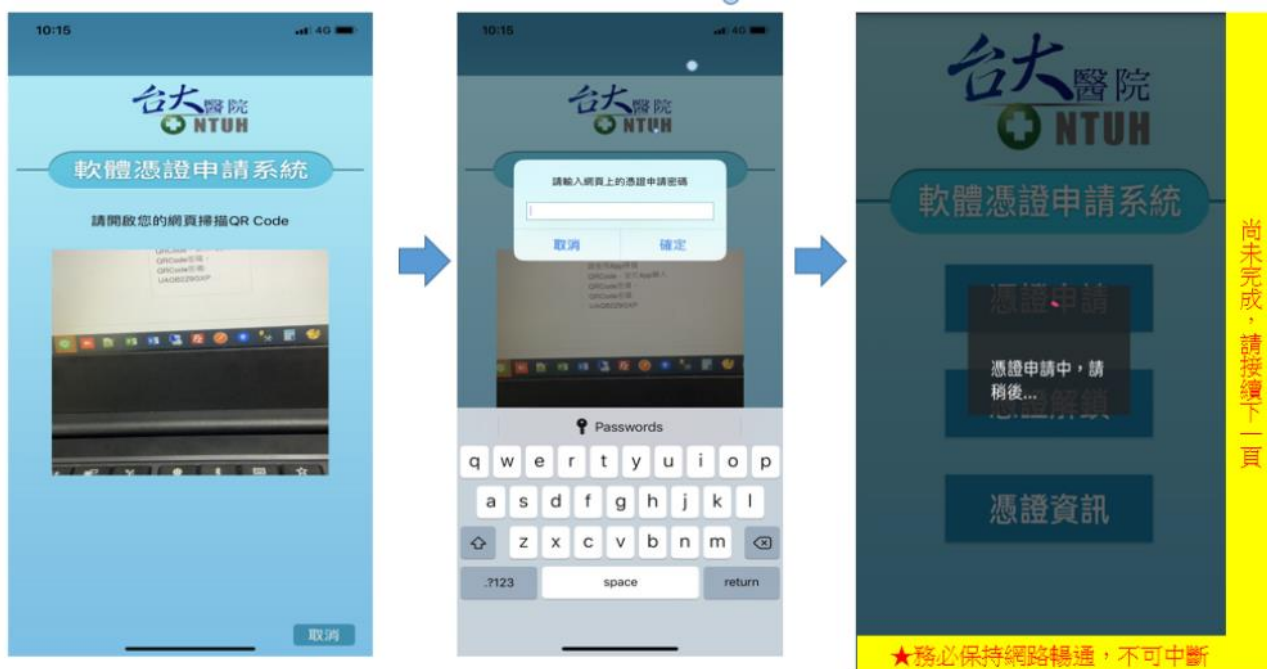 10:15
4G
台大醫院
NTUH
軟體憑證申請系統
請開啟您的網頁掃描QR Code
UAGB2Z9GXP
取消
10:15
4G
台大醫院
NTUH
請輸入網頁上的憑證申請密碼
取消
確定
Passwords
q w e r t y u i o p
a s d f g h j k l
z x c v b n m
.?123
space
return
台大醫院
NTUH
軟體憑證申請系統
憑證申請
憑證申請中，請
稍後...
憑證解鎖
憑證資訊
尚未完成，請接續下一頁
★務必保持網路暢通，不可中斷